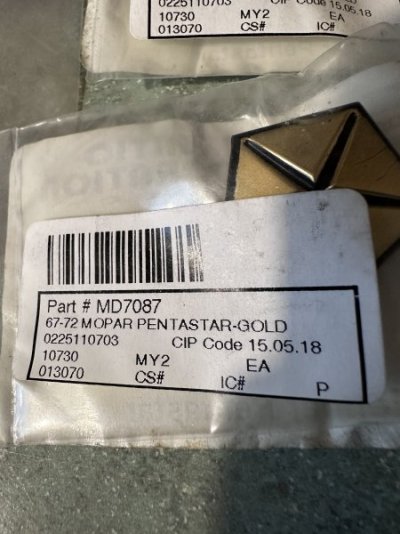 0225110703 CIP Code 15.05.18
10730 MY2 EA
013070 CS# IC#
Part # MD7087
67-72 MOPAR PENTASTAR-GOLD
0225110703 CIP Code 15.05.18
10730 MY2 EA
013070 CS# IC# P